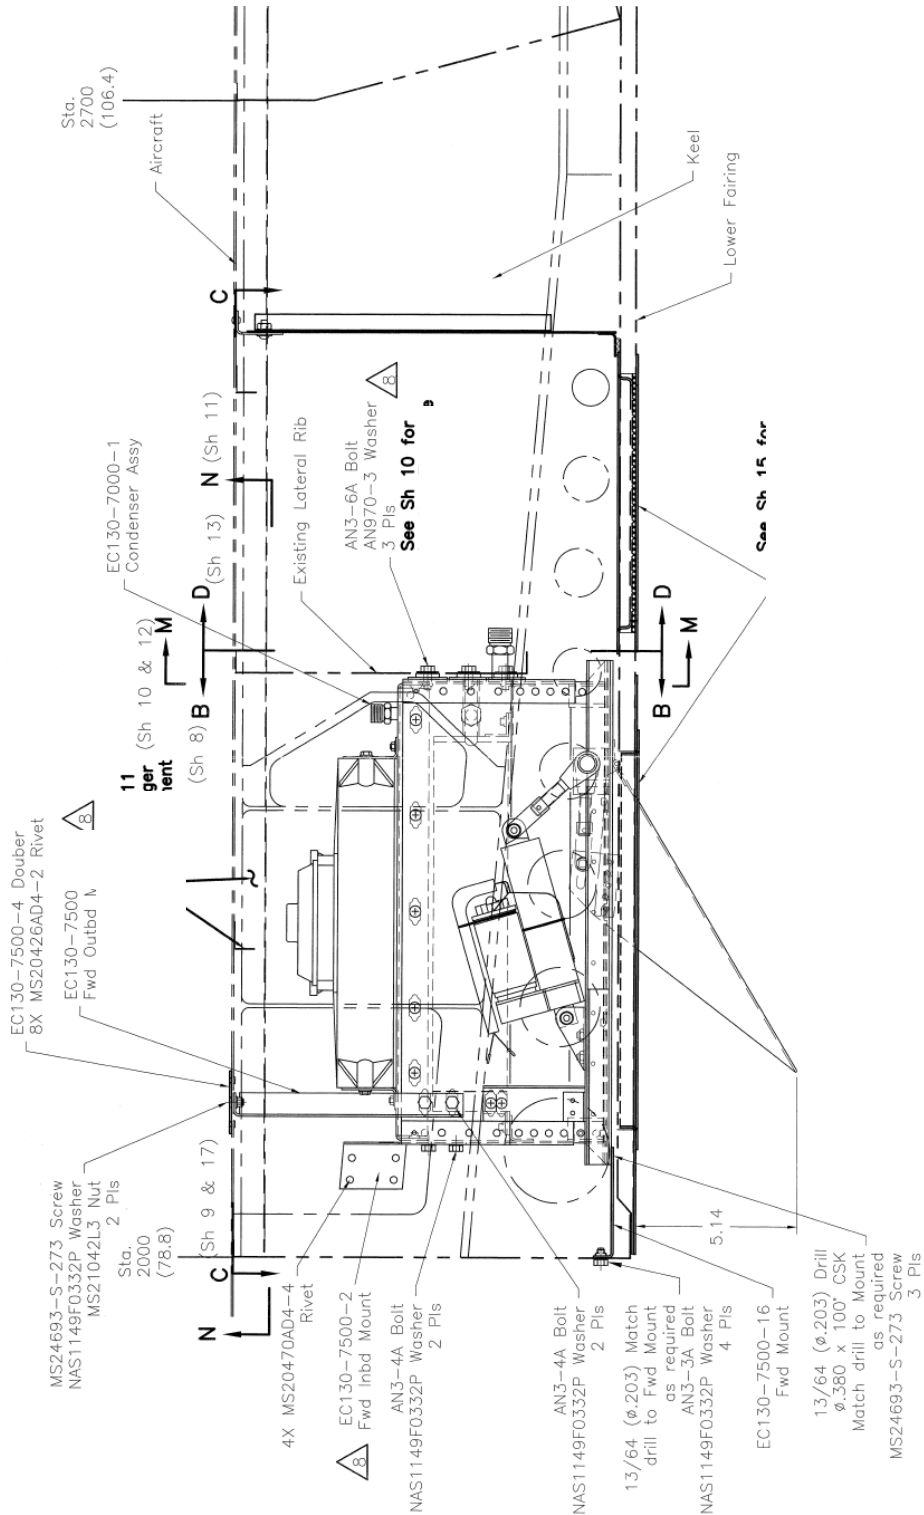 Sta.
2700
(106.4)
Aircraft
C
(Sh 11)
N
(Sh 13)
D
EC130-7000-1
Condenser Assy
M
(Sh 10 & 12)
B
(Sh 8)
11
Existing Lateral Rib
AN3-6A Bolt
AN970-3 Washer
3 Pls
8
See Sh 10 for
Keel
Lower Fairing
See Sh 15 for
D
M
B
EC130-7500-4 Douber
8X MS20426AD4-2 Rivet
EC130-7500
Fwd Outbd
8
MS24693-S-273 Screw
NAS1149F0332P Washer
MS21042L3 Nut
2 Pls
Sta.
2000
(78.8)
(Sh 9 & 17)
C
N
4X MS20470AD4-4
Rivet
8
EC130-7500-2
Fwd Inbd Mount
AN3-4A Bolt
NAS1149F0332P Washer
2 Pls
AN3-4A Bolt
NAS1149F0332P Washer
2 Pls
13/64 (ø.203) Match
drill to Fwd Mount
as required
AN3-3A Bolt
NAS1149F0332P Washer
4 Pls
EC130-7500-16
Fwd Mount
5.14
13/64 (ø.203) Drill
ø.380 x 100° CSK
Match drill to Mount
as required
MS24693-S-273 Screw
3 Pls